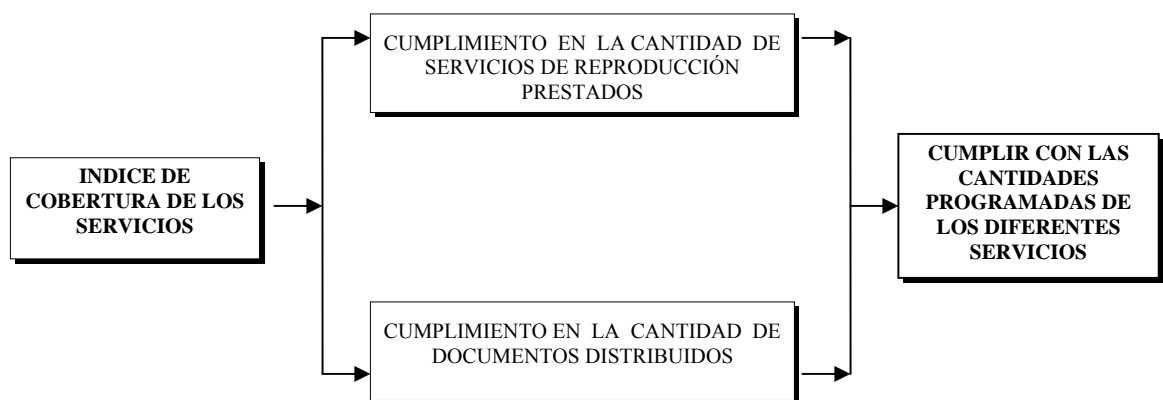 INDICE DE
COBERTURA DE LOS
SERVICIOS
CUMPLIMIENTO EN LA CANTIDAD DE
SERVICIOS DE REPRODUCCIÓN
PRESTADOS
CUMPLIMIENTO EN LA CANTIDAD DE
DOCUMENTOS DISTRIBUIDOS
CUMPLIR CON LAS
CANTIDADES
PROGRAMADAS DE
LOS DIFERENTES
SERVICIOS